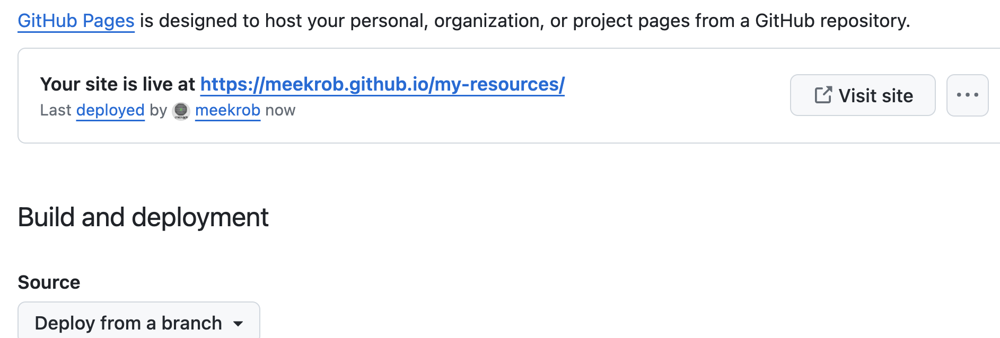 GitHub Pages is designed to host your personal, organization, or project pages from a GitHub repository.
Your site is live at https://meekrob.github.io/my-resources/
Last deployed by meekrob now
Visit site
Build and deployment
Source
Deploy from a branch